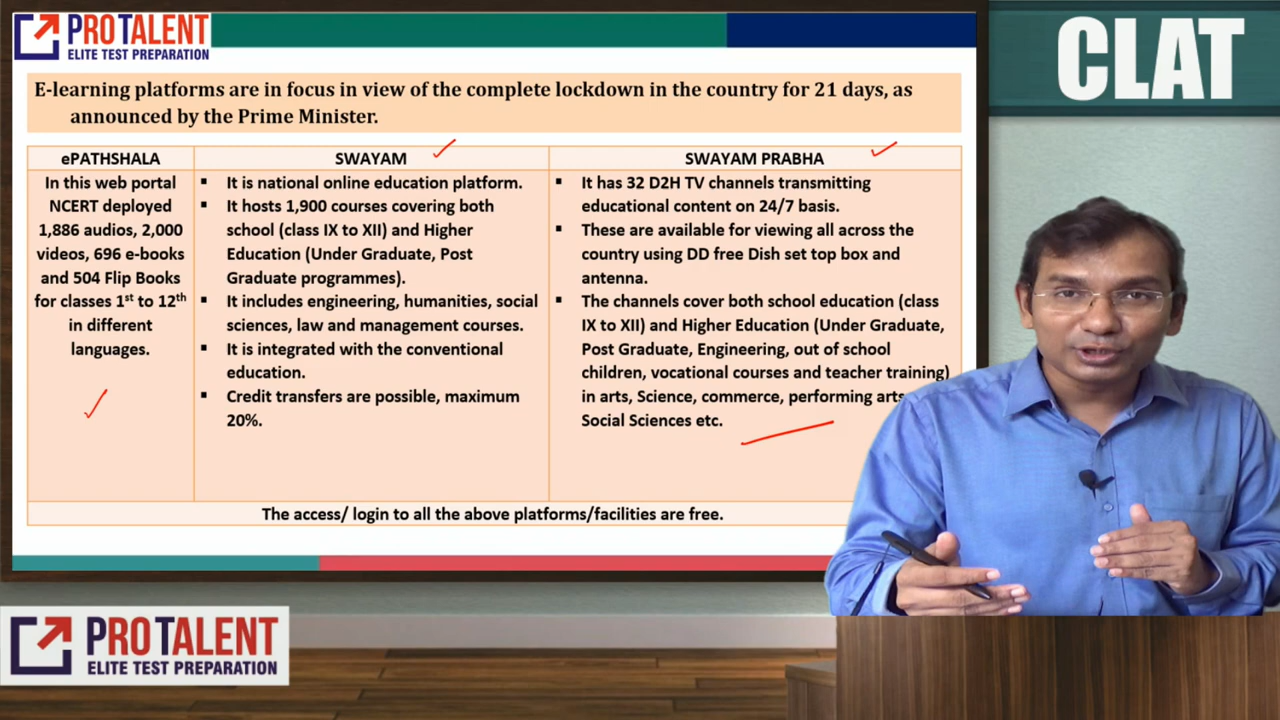 PROTALENT
ELITE TEST PREPARATION
CLAT
E-learning platforms are in focus in view of the complete lockdown in the country for 21 days, as
announced by the Prime Minister.
ePATHSHALA
In this web portal
NCERT deployed
1,886 audios, 2,000
videos, 696 e-books
and 504 Flip Books
for classes 1st to 12th
in different
languages.
SWAYAM
▪ It is national online education platform.
▪ It hosts 1,900 courses covering both
school (class IX to XII) and Higher
Education (Under Graduate, Post
Graduate programmes).
▪ It includes engineering, humanities, social
sciences, law and management courses.
▪ It is integrated with the conventional
education.
▪ Credit transfers are possible, maximum
20%.
SWAYAM PRABHA
▪ It has 32 D2H TV channels transmitting
educational content on 24/7 basis.
▪ These are available for viewing all across the
country using DD free Dish set top box and
antenna.
▪ The channels cover both school education (class
IX to XII) and Higher Education (Under Graduate,
Post Graduate, Engineering, out of school
children, vocational courses and teacher training)
in arts, Science, commerce, performing arts
Social Sciences etc.
The access/ login to all the above platforms/facilities are free.
PROTALENT
ELITE TEST PREPARATION